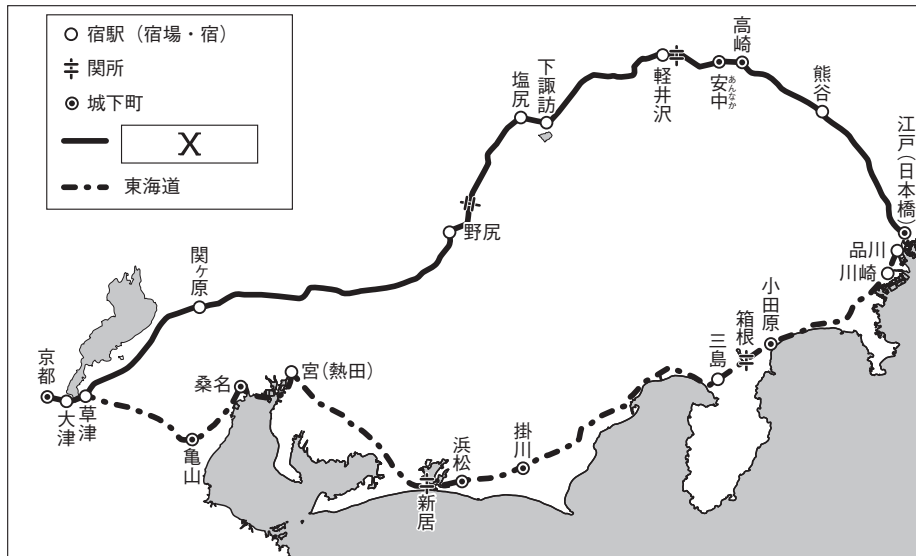 宿駅（宿場・宿）
関所
城下町
X
東海道
高崎
安中
あんなか
軽井沢
下諏訪
塩尻
熊谷
江戸（日本橋）
品川
川崎
野尻
関ヶ原
小田原
箱根
三島
京都
大津
草津
桑名
宮（熱田）
亀山
浜松
掛川
新居